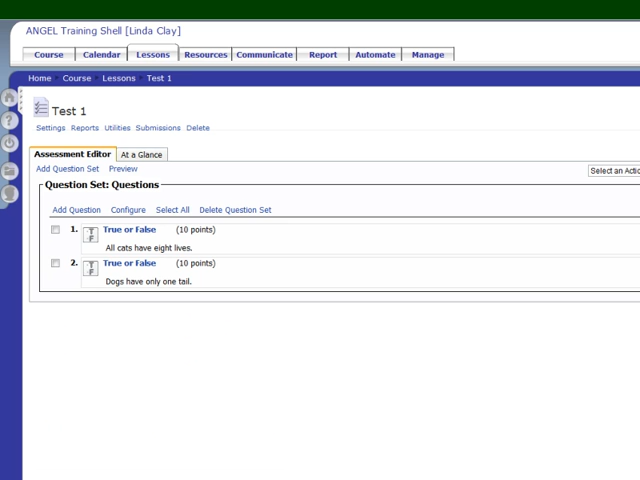 ANGEL Training Shell [Linda Clay]
Course Calendar Lessons Resources Communicate Report Automate Manage
Home Course Lessons Test 1
Test 1
Settings Reports Utilities Submissions Delete
Assessment Editor At a Glance
Add Question Set Preview
Select an Actio
Question Set: Questions
Add Question Configure Select All Delete Question Set
1. T F True or False (10 points)
All cats have eight lives.
2. T F True or False (10 points)
Dogs have only one tail.